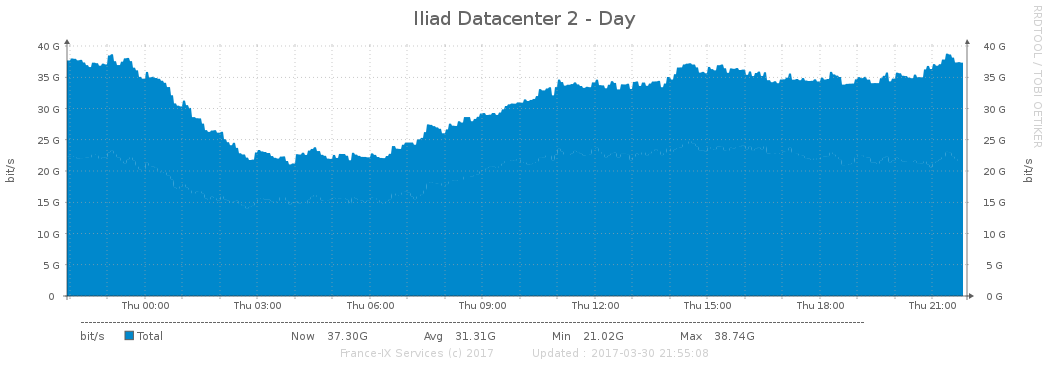 Iliad Datacenter 2 - Day
RRDTOOL / TOBI OETIKER
bit/s
40 G
35 G
30 G
25 G
20 G
15 G
10 G
5 G
0
40 G
35 G
30 G
25 G
20 G
15 G
10 G
5 G
0 G
bit/s
Thu 00:00 Thu 03:00 Thu 06:00 Thu 09:00 Thu 12:00 Thu 15:00 Thu 18:00 Thu 21:00
bit/s Total Now 37.30G Avg 31.31G Min 21.02G Max 38.74G
France-IX Services (c) 2017 Updated : 2017-03-30 21:55:08